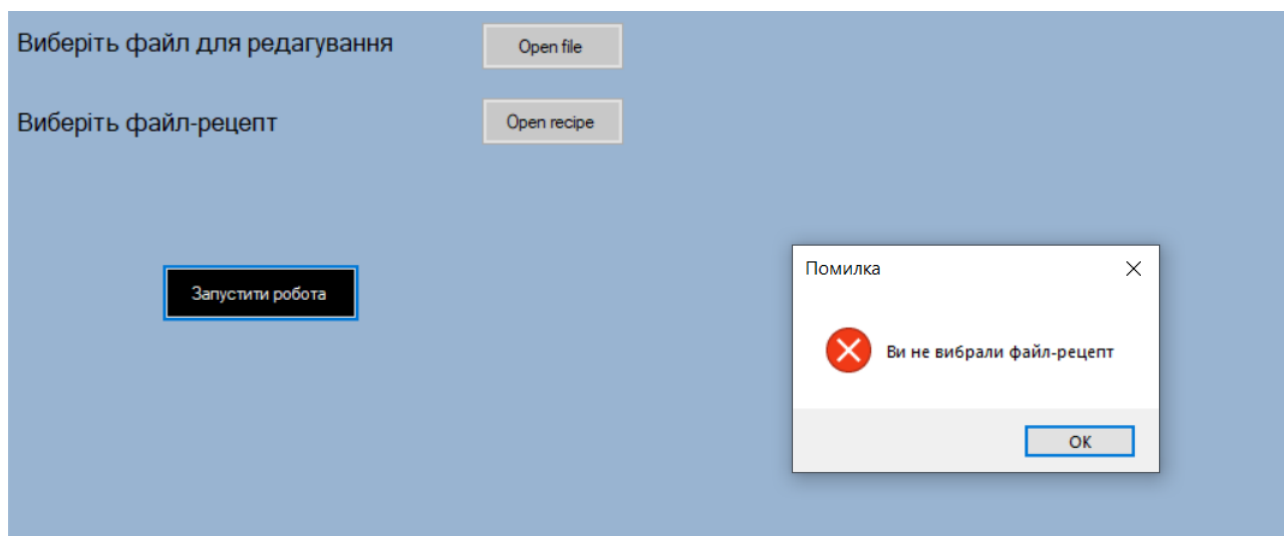 Виберіть файл для редагування
Open file
Виберіть файл-рецепт
Open recipe
Запустити робота
Помилка
Ви не вибрали файл-рецепт
OK